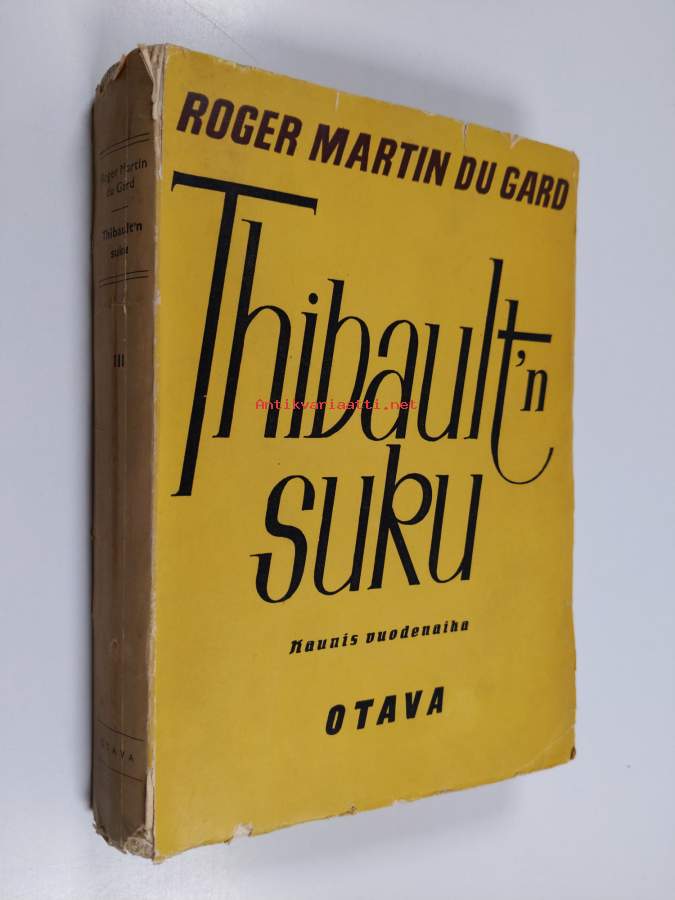 Roger Martin
du Gard
Thibault'n
suku
III
OTAVA
ROGER MARTIN DU GARD
Thibault'n
suku
Kaunis vuodenaika
OTAVA
Antikvariaatti.net